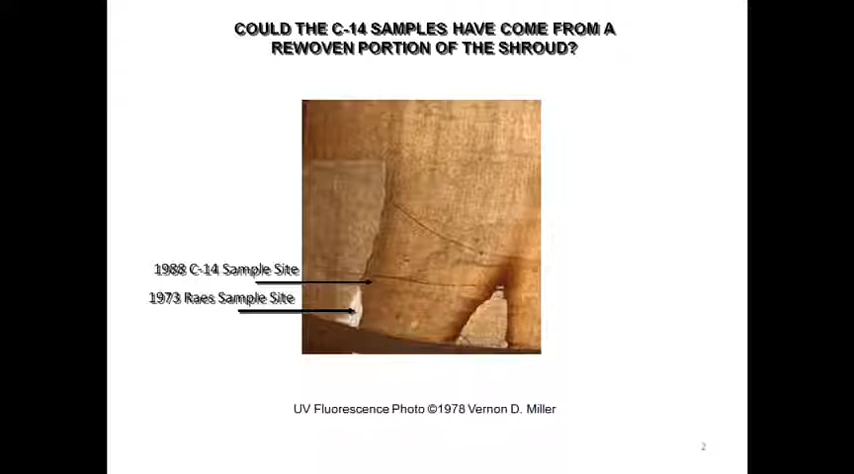 COULD THE C-14 SAMPLES HAVE COME FROM A
REWOVEN PORTION OF THE SHROUD?
1988 C-14 Sample Site
1973 Raes Sample Site
UV Fluorescence Photo ©1978 Vernon D. Miller
2